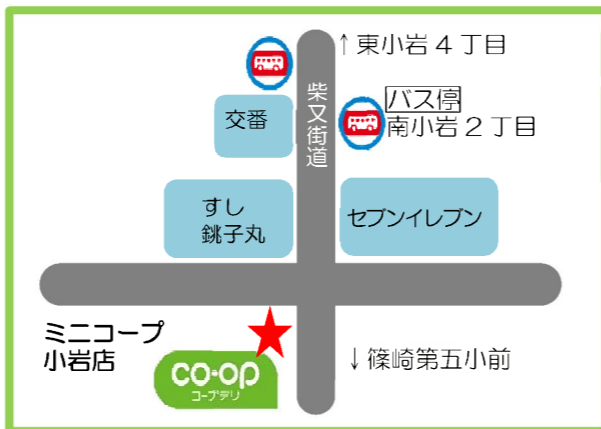 ↑東小岩4丁目
柴又街道
バス停
南小岩2丁目
交番
すし
銚子丸
セブンイレブン
ミニコープ
小岩店
co・op
コープデリ
↓篠崎第五小前